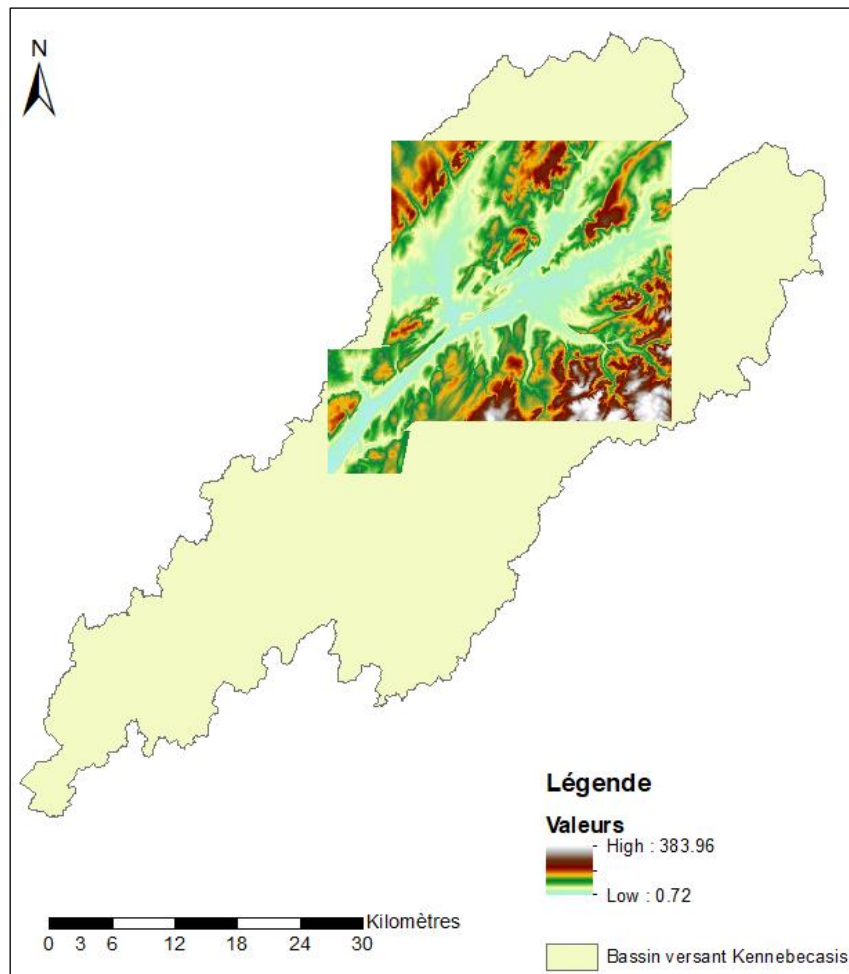 N
Légende
Valeurs
High : 383.96
Low : 0.72
Kilomètres
0 3 6 12 18 24 30
Bassin versant Kennebecasis